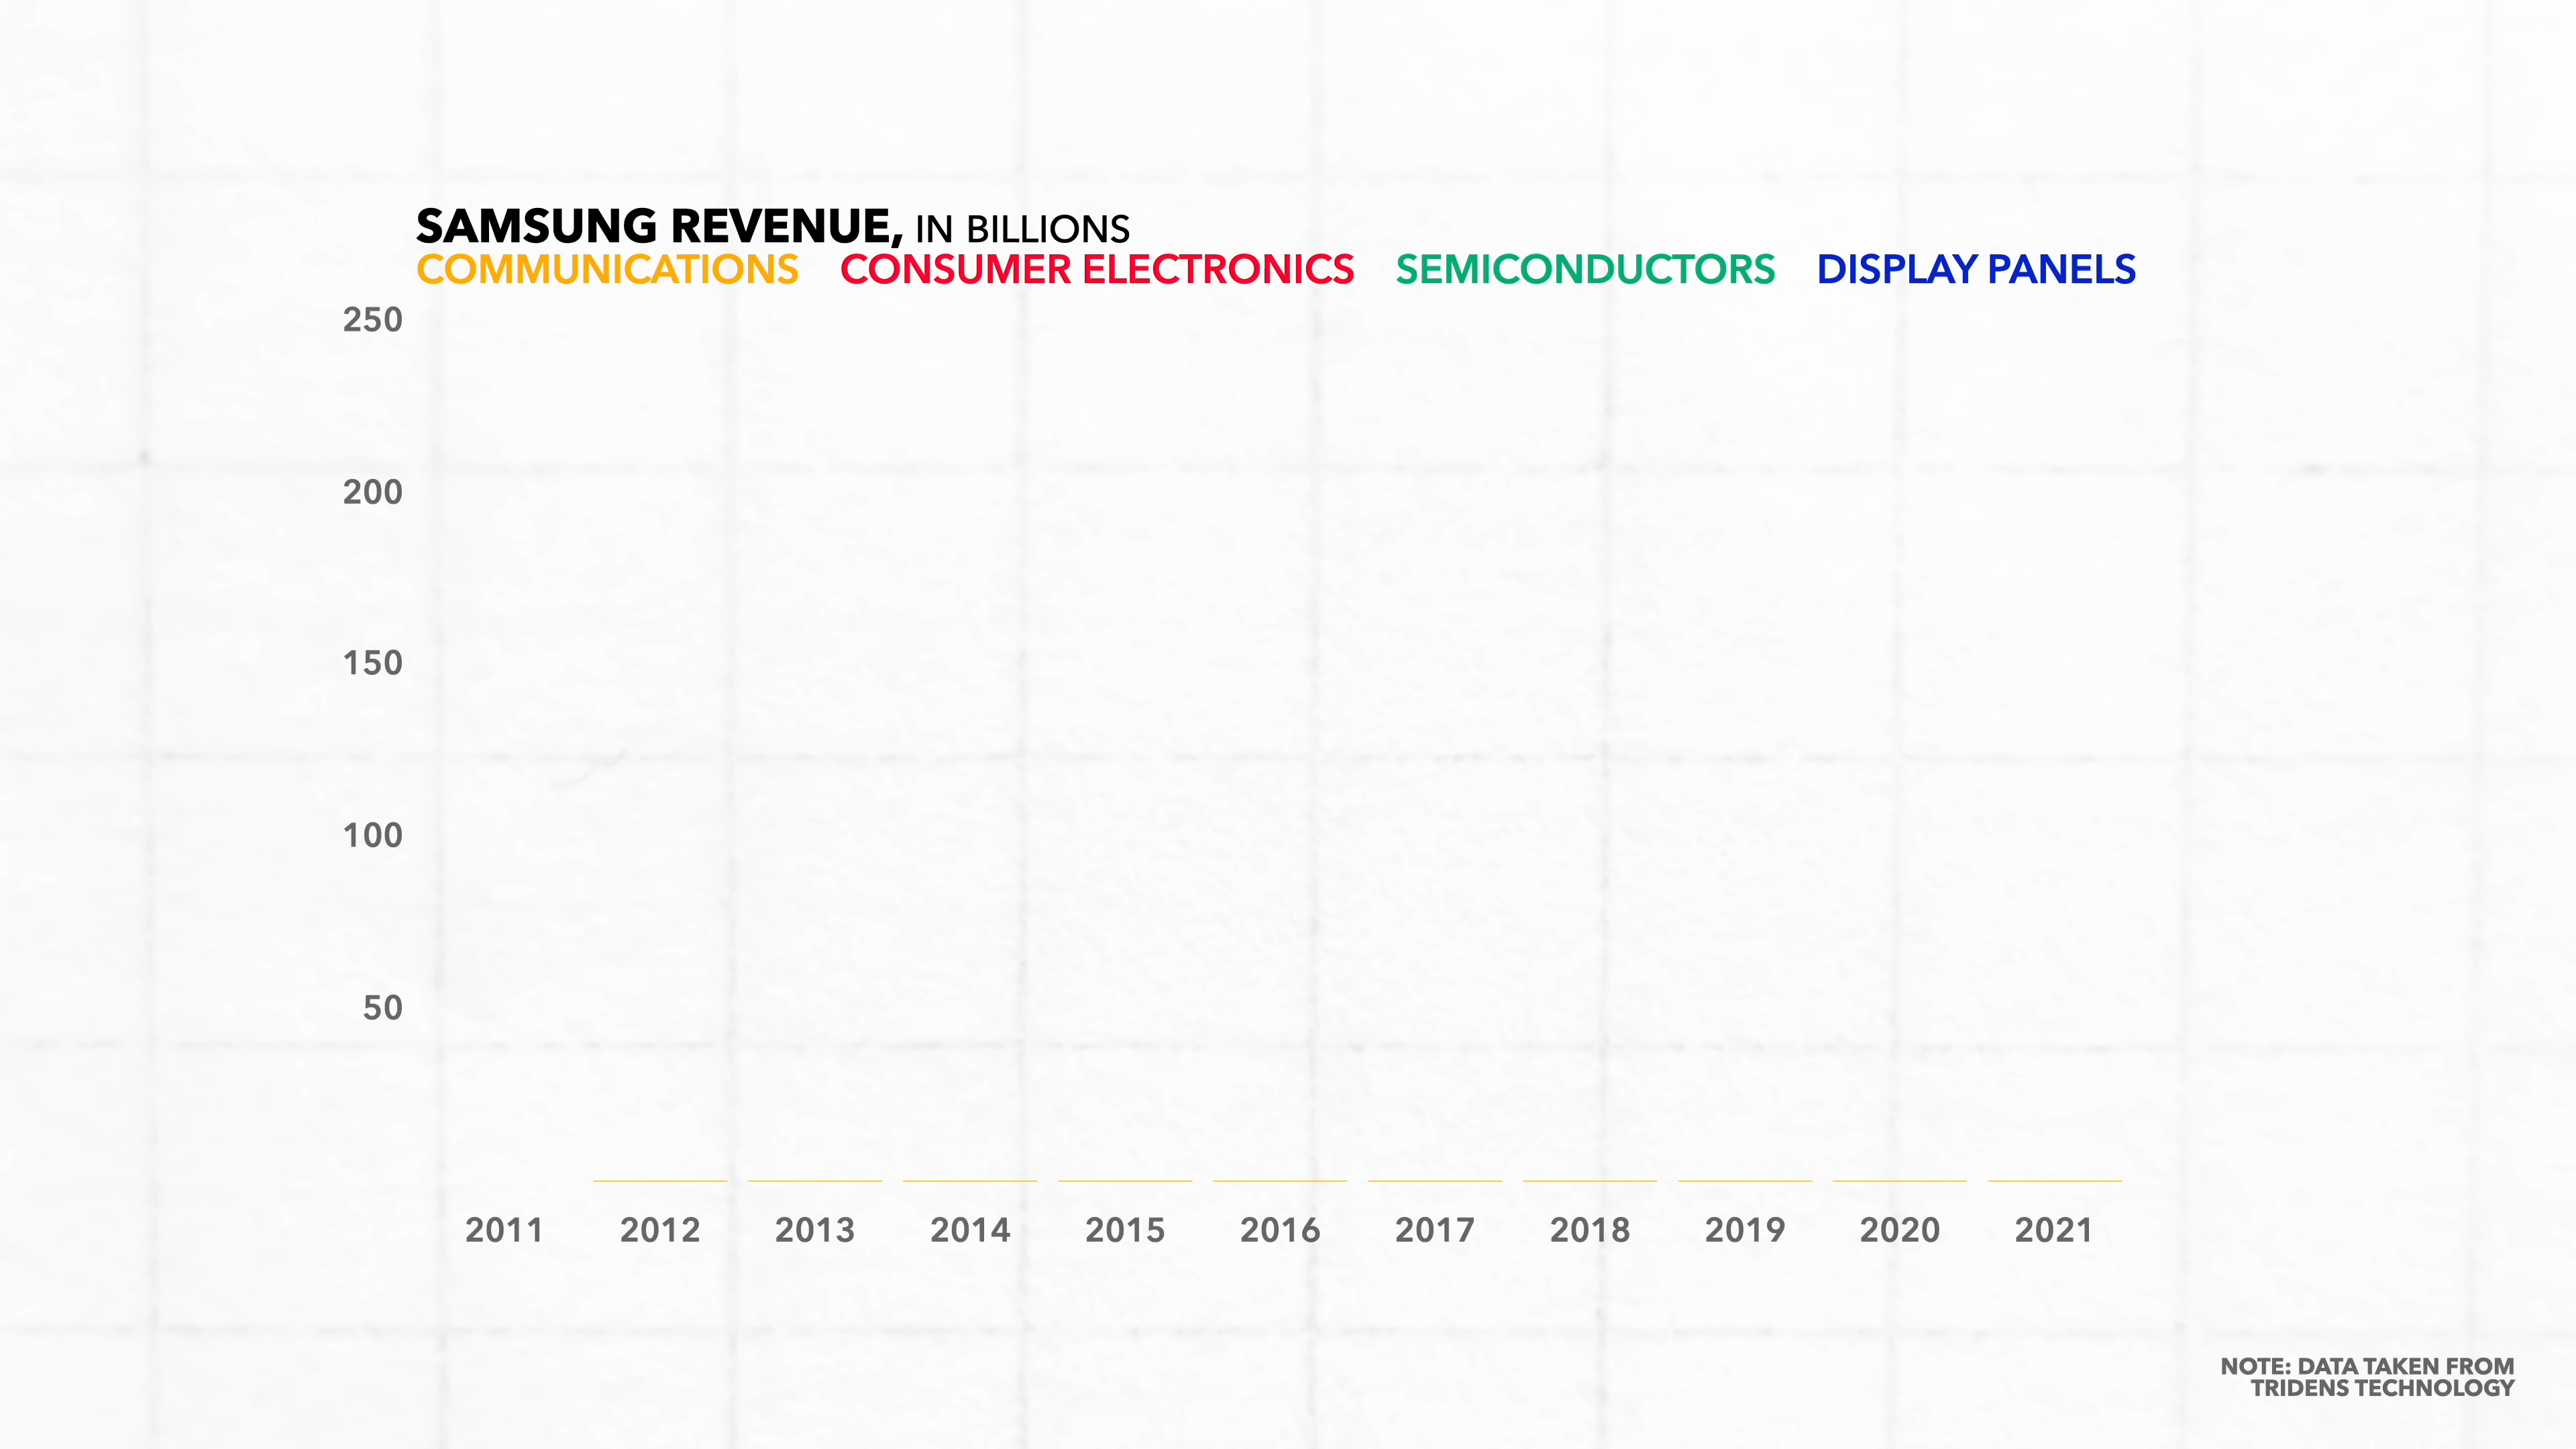 SAMSUNG REVENUE, IN BILLIONS
COMMUNICATIONS CONSUMER ELECTRONICS SEMICONDUCTORS DISPLAY PANELS
250
200
150
100
50
2011 2012 2013 2014 2015 2016 2017 2018 2019 2020 2021
NOTE: DATA TAKEN FROM
TRIDENS TECHNOLOGY